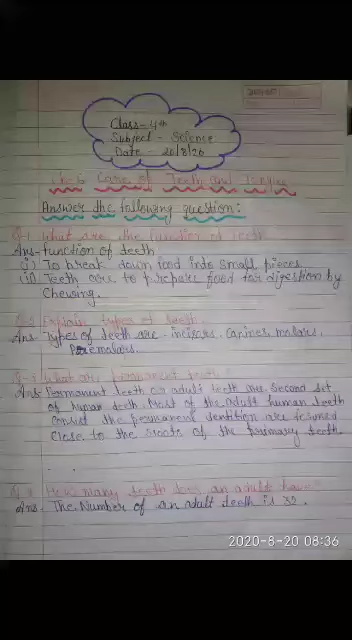 Class - 4th
Subject - Science
Date - 20/8/20
Ch-6 Care of Teeth and Tongue
Answer the following question:
Q-1 What are the function of teeth
Ans- function of teeth
(i) To break down food into small pieces
(ii) Teeth are to prepare food for digestion by
Chewing.
Explain types of teeth
Ans- Types of teeth are - incisors, canines molars,
Premolars.
What are permanent teeth
Ans Permanent teeth or adult teeth are second set
of human teeth. Most of the adult human teeth
the permanent dentition are formed
Close to the roots of the primary teeth
How many teeth does an adults have
Ans- The Number of an adult teeth is 32.
2020-8-20 08:36